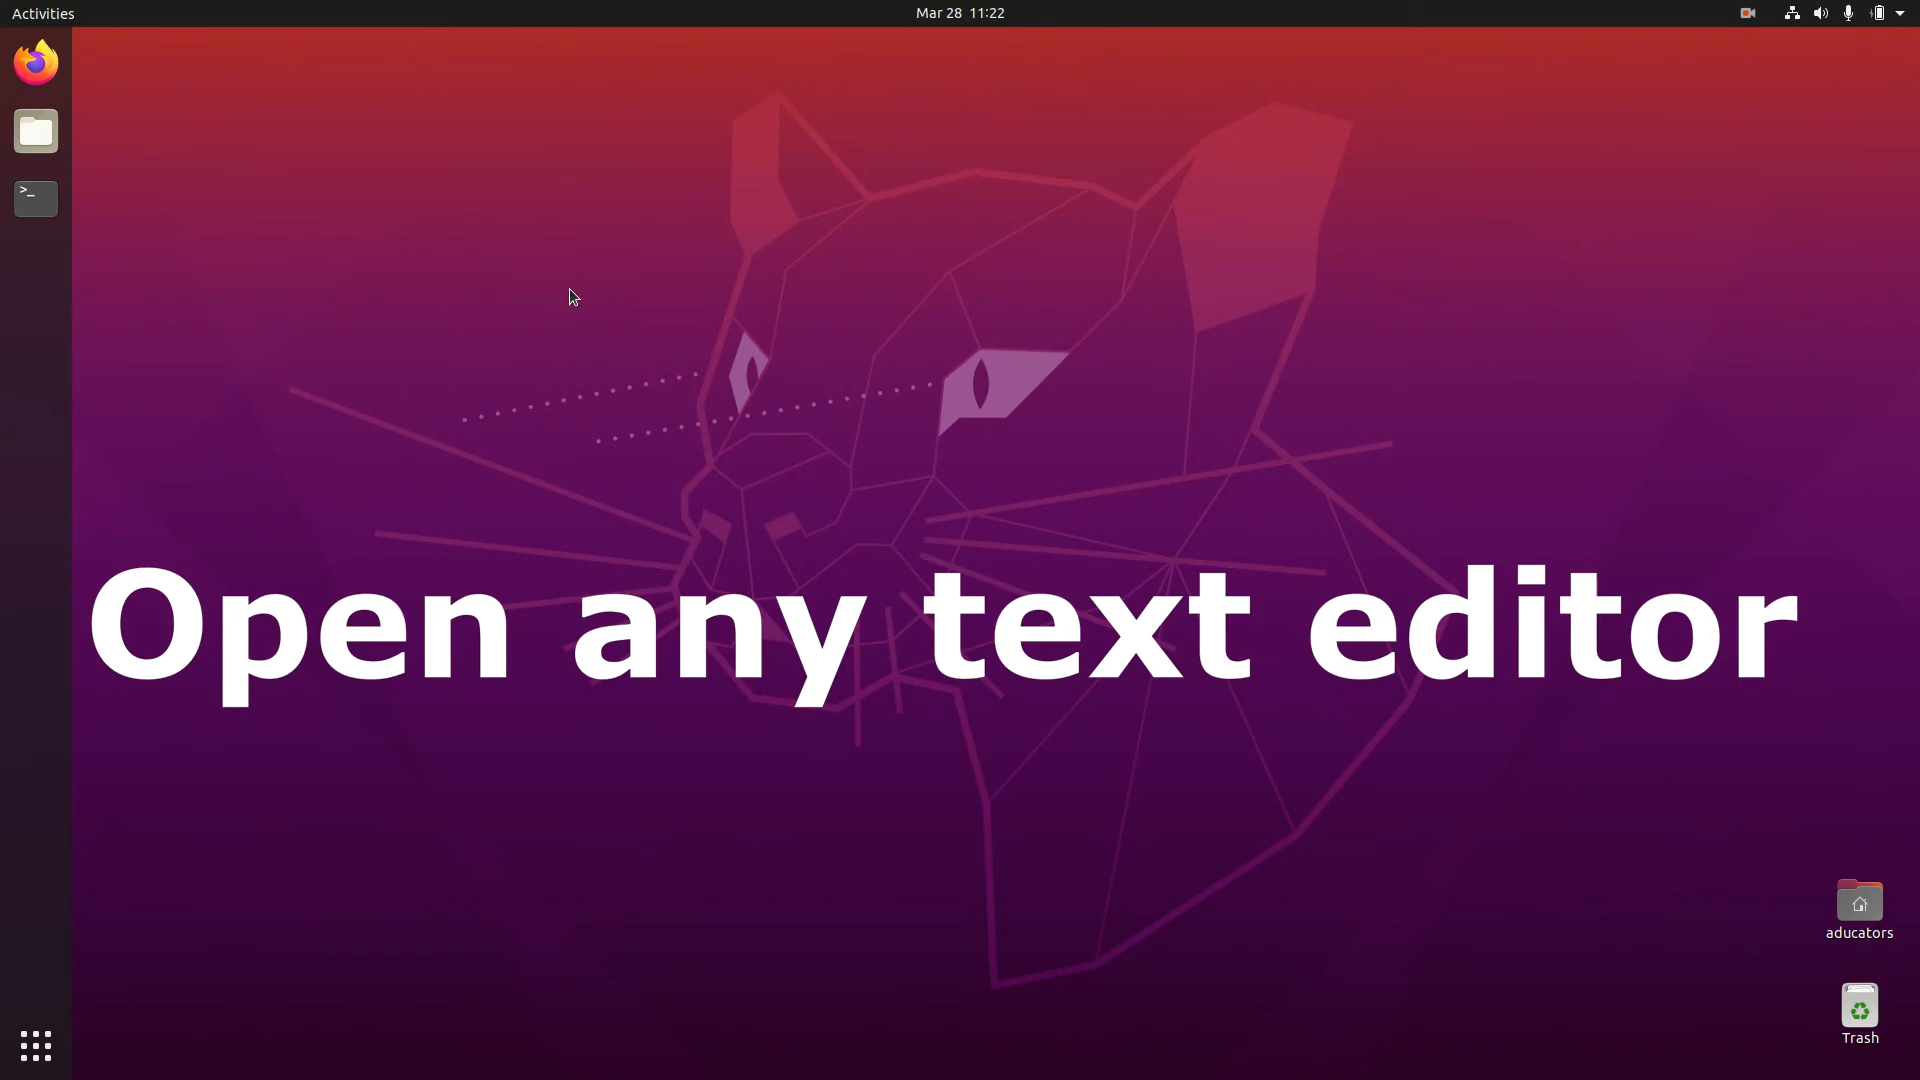 Activities
Mar 28 11:22
>_
Open any text editor
aducators
Trash